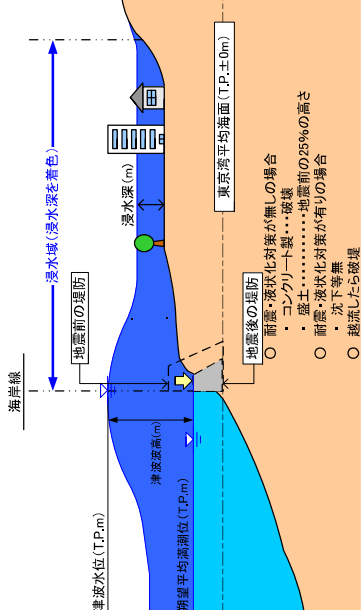 海岸線
浸水域(浸水深を着色)
地震前の堤防
浸水深(m)
津波水位(T.P.m)
津波波高(m)
朔望平均満潮位(T.P.m)
東京湾平均海面(T.P.±0m)
地震後の堤防
○ 耐震・液状化対策が無しの場合
・ コンクリート製・・・破壊
・ 盛土・・・・・・・・・・・地震前の25%の高さ
○ 耐震・液状化対策が有りの場合
・ 沈下等無
○ 越流したら破堤